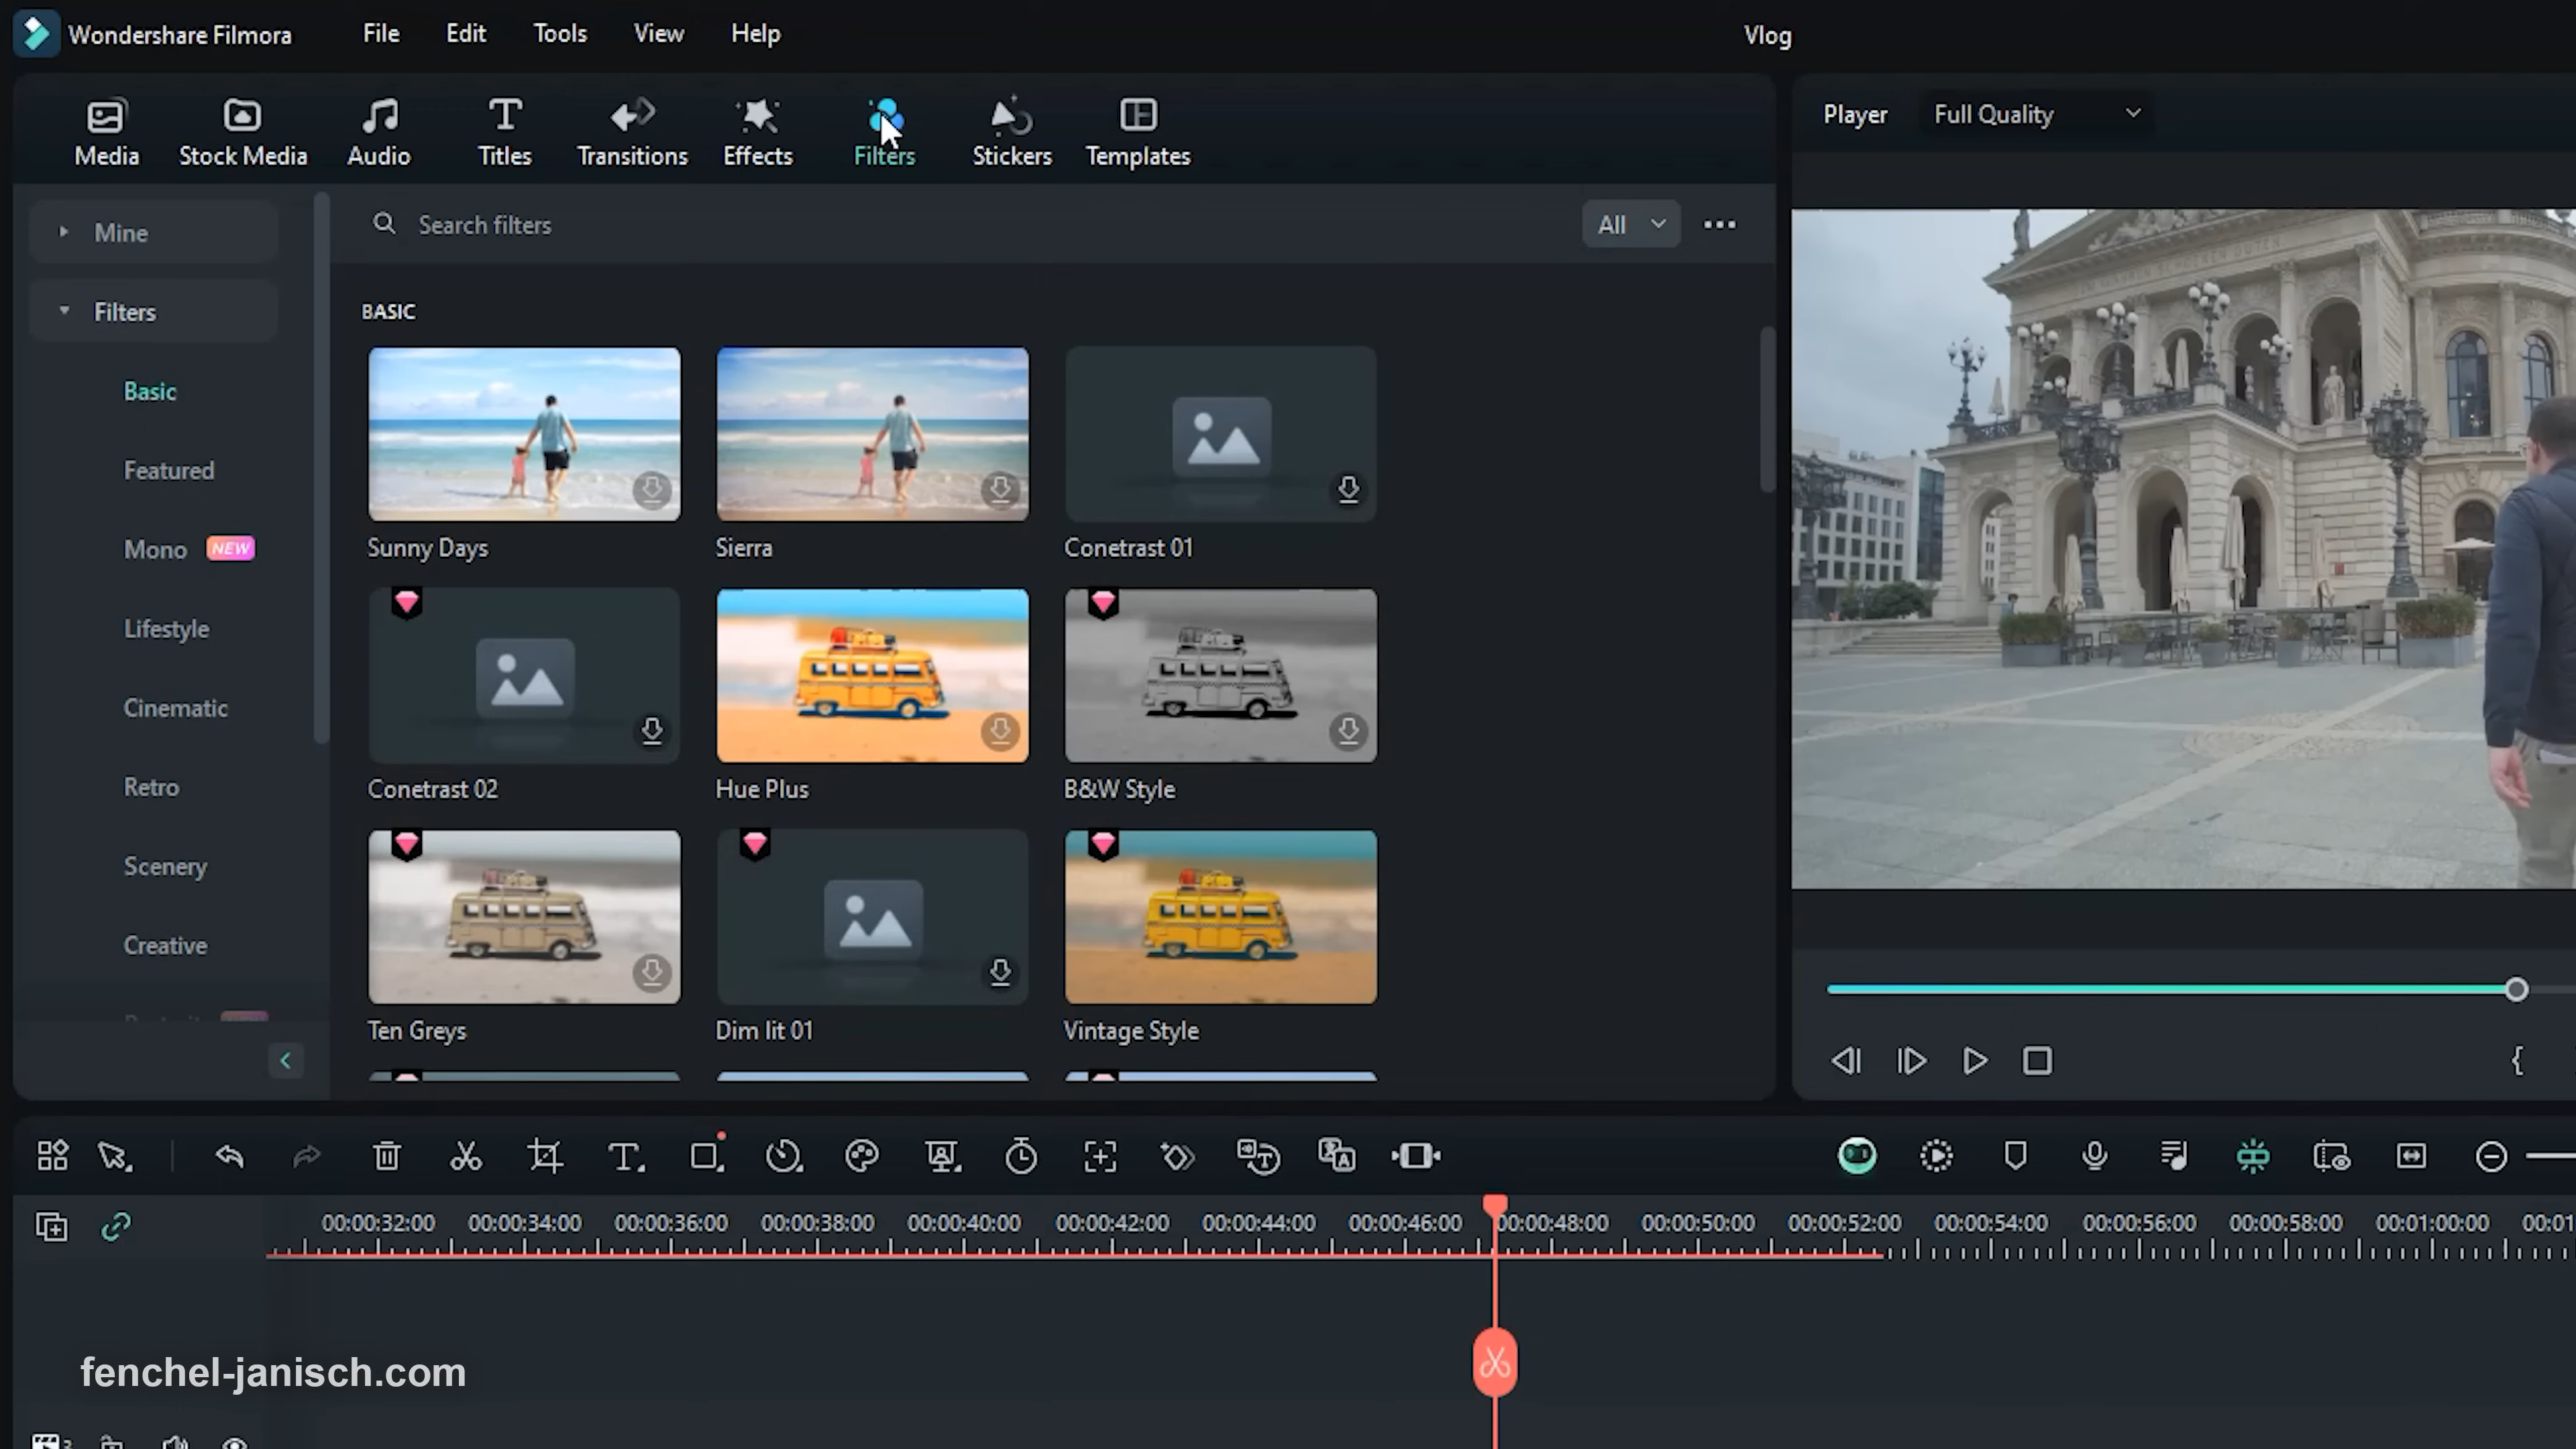 Wondershare Filmora
File Edit Tools View Help
Vlog
Media Stock Media Audio Titles Transitions Effects Filters Stickers Templates
Player Full Quality
Mine
Filters
Basic
Featured
Mono NEW
Lifestyle
Cinematic
Retro
Scenery
Creative
Search filters
All
BASIC
Sunny Days Sierra Conetrast 01
Conetrast 02 Hue Plus B&W Style
Ten Greys Dim lit 01 Vintage Style
00:00:32:00 00:00:34:00 00:00:36:00 00:00:38:00 00:00:40:00 00:00:42:00 00:00:44:00 00:00:46:00 00:00:48:00 00:00:50:00 00:00:52:00 00:00:54:00 00:00:56:00 00:00:58:00 00:01:00:00 00:01
fenchel-janisch.com